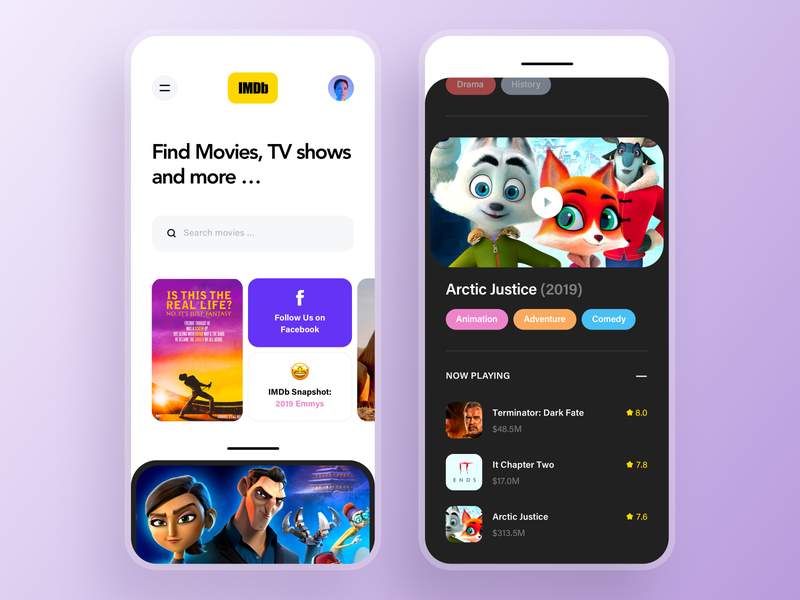 IMDb
Find Movies, TV shows
and more ...
Search movies ...
IS THIS THE
REAL LIFE?
NO, IT'S JUST FANTASY
Follow Us on
Facebook
IMDb Snapshot:
2019 Emmys
Drama
History
Arctic Justice (2019)
Animation
Adventure
Comedy
NOW PLAYING
Terminator: Dark Fate
8.0
$48.5M
IT
ENDS
It Chapter Two
7.8
$17.0M
Arctic Justice
7.6
$313.5M